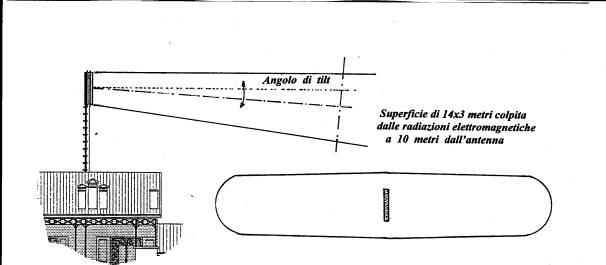 Angolo di tilt
Superficie di 14x3 metri colpita
dalle radiazioni elettromagnetiche
a 10 metri dall'antenna